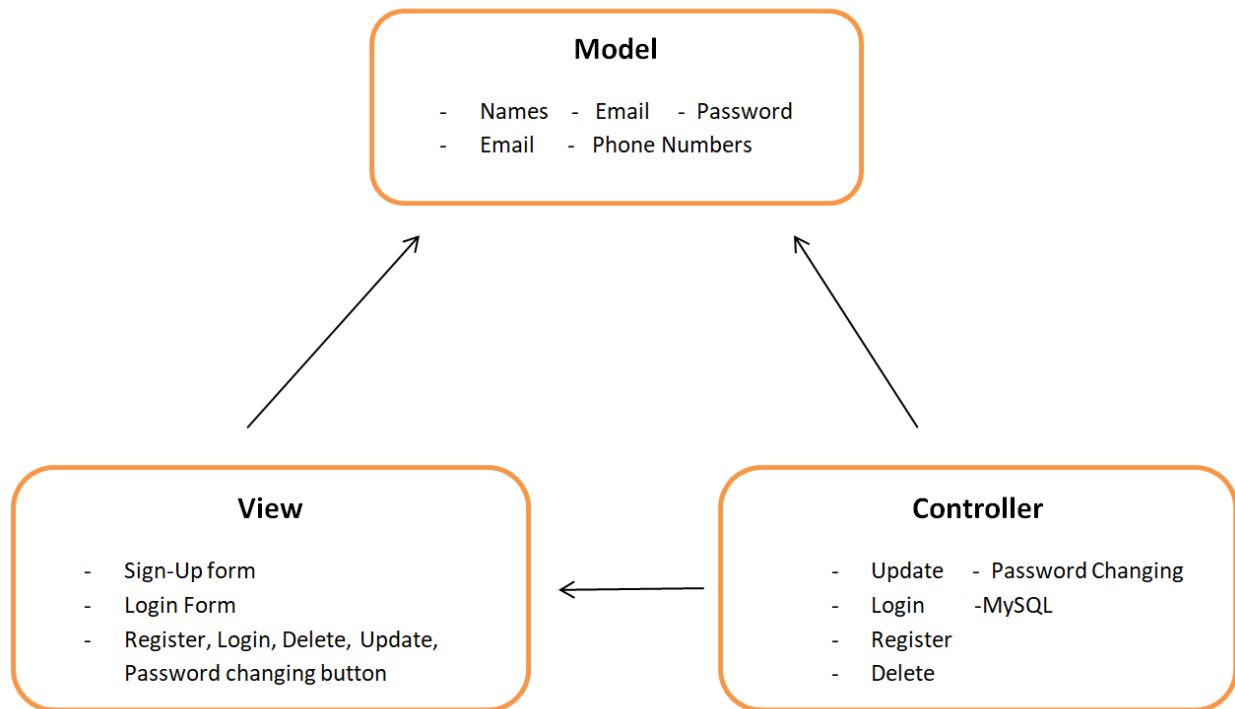 Model
- Names - Email - Password
- Email - Phone Numbers
View
- Sign-Up form
- Login Form
- Register, Login, Delete, Update,
Password changing button
Controller
- Update - Password Changing
- Login -MySQL
- Register
- Delete